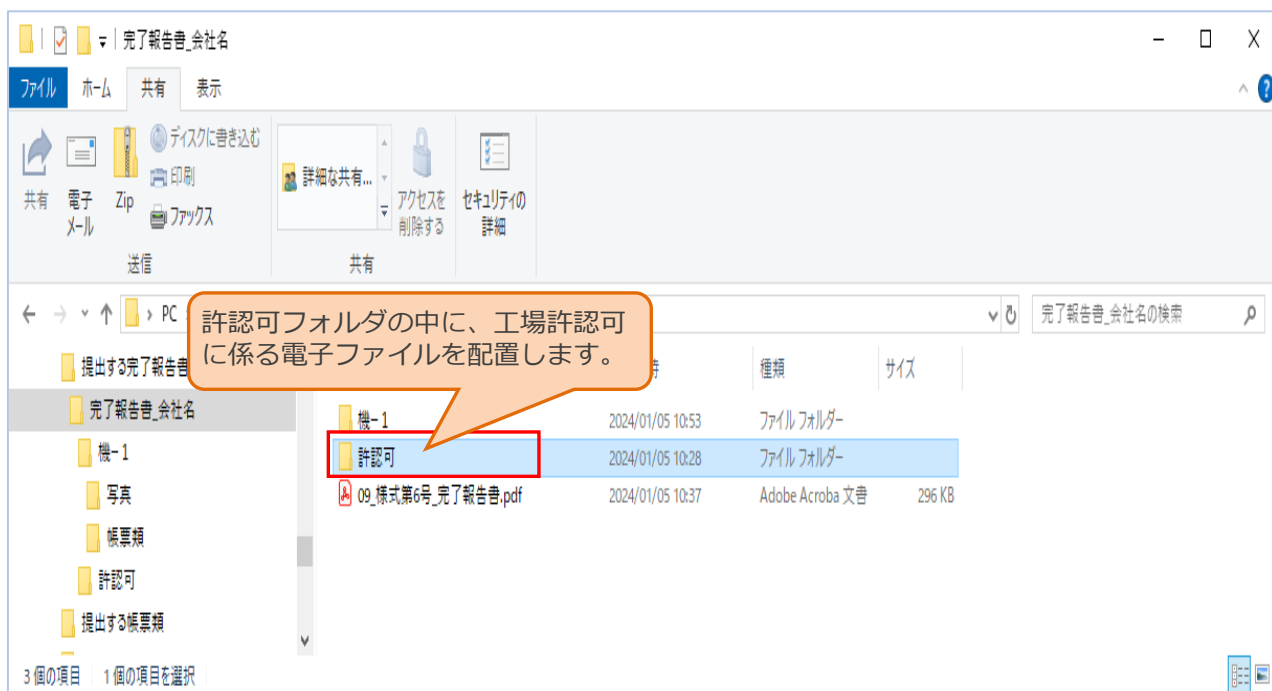 完了報告書_会社名
ファイル ホーム 共有 表示
共有
電子
メール
Zip
ディスクに書き込む
印刷
ファックス
送信
詳細な共有...
アクセスを
削除する
共有
セキュリティの
詳細
PC
完了報告書_会社名の検索
許認可フォルダの中に、工場許認可
に係る電子ファイルを配置します。
種類 サイズ
提出する完了報告書
完了報告書_会社名
機-1
写真
帳票類
許認可
提出する帳票類
機-1 2024/01/05 10:53 ファイル フォルダー
許認可 2024/01/05 10:28 ファイル フォルダー
09_様式第6号_完了報告書.pdf 2024/01/05 10:37 Adobe Acroba 文書 296 KB
3 個の項目 1 個の項目を選択